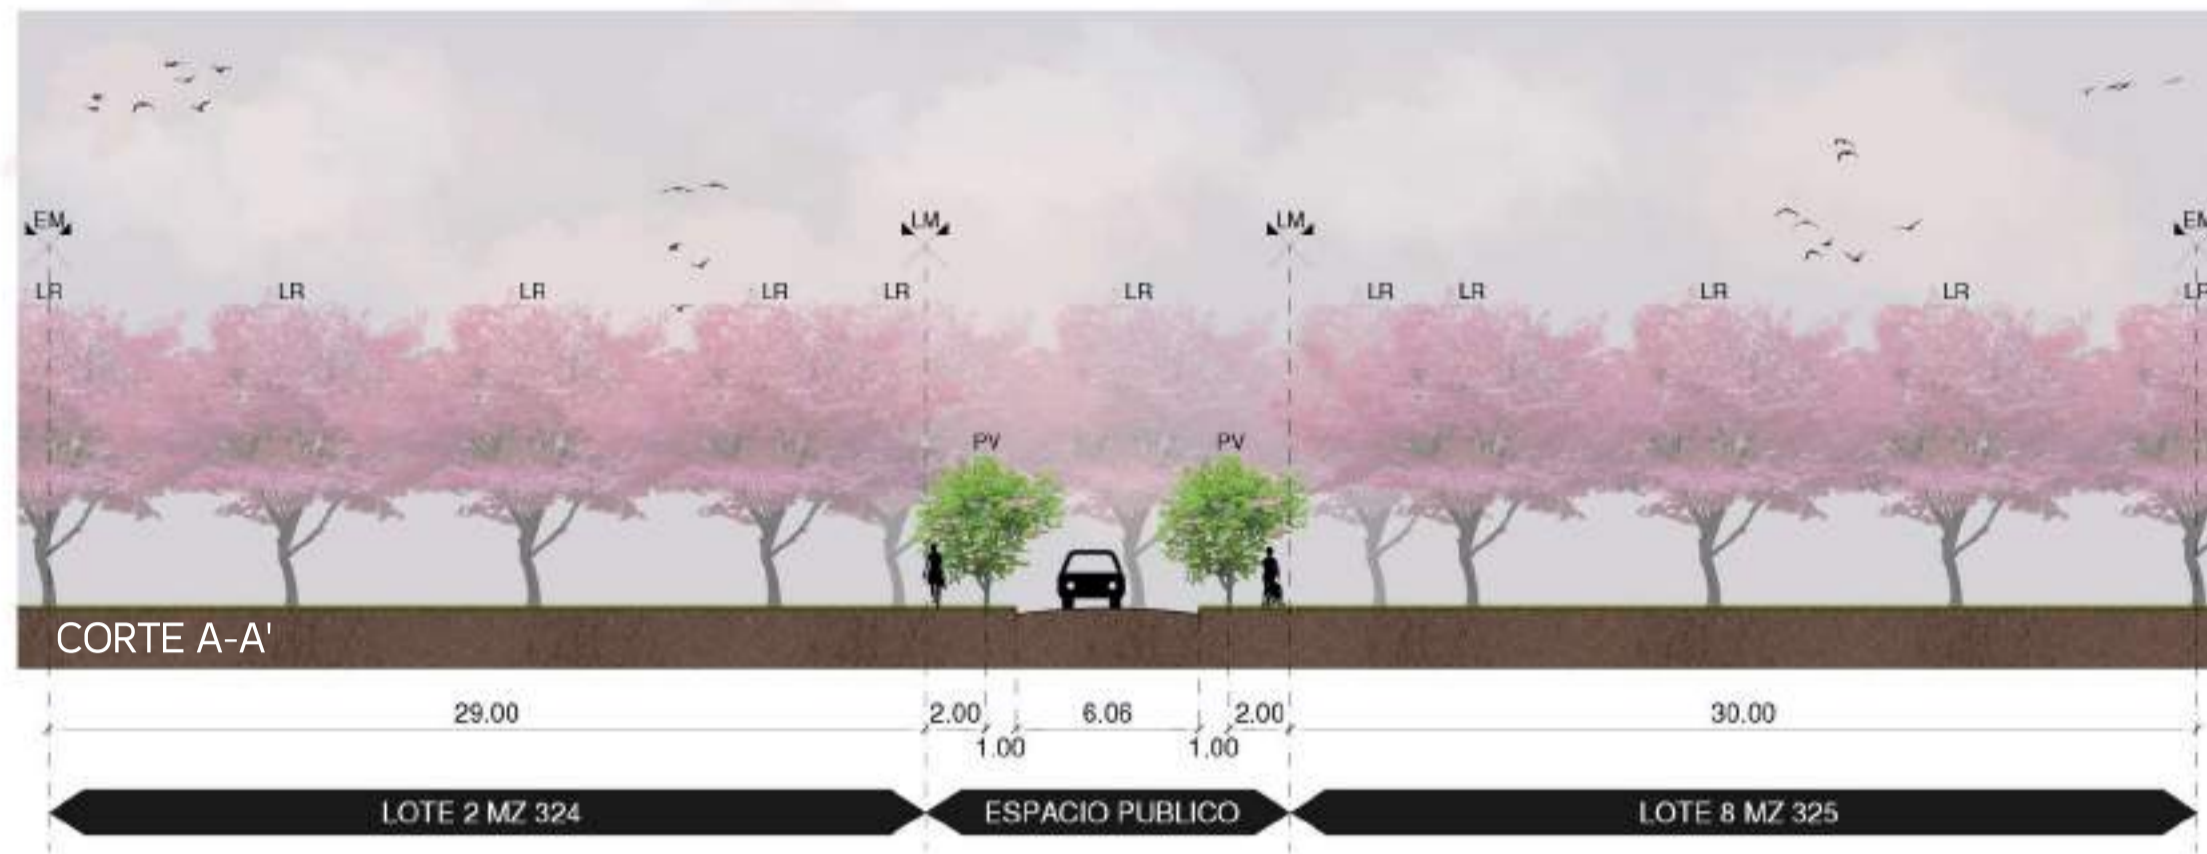 EM LM LM EM
LR LR LR LR LR LR LR LR LR LR LR
PV PV
CORTE A-A'
29.00 2.00 6.06 2.00 30.00
1.00 1.00
LOTE 2 MZ 324 ESPACIO PUBLICO LOTE 8 MZ 325